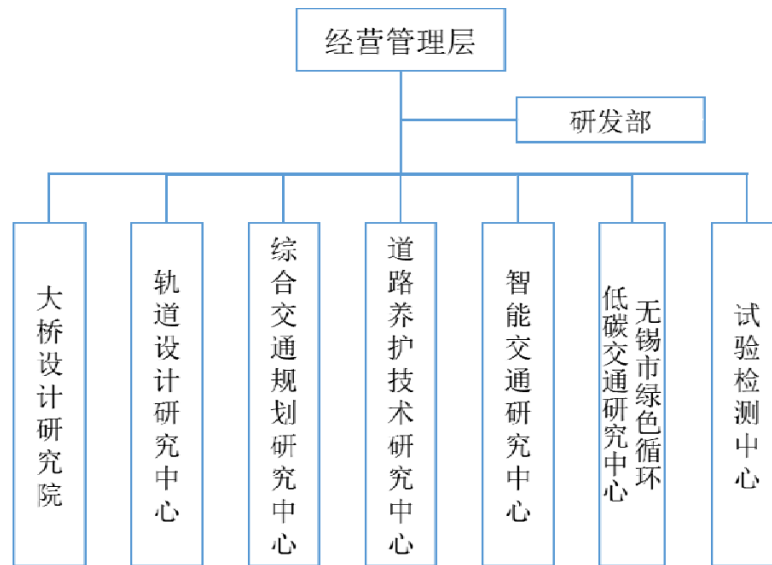 经营管理层
研发部
大桥设计研究院
轨道设计研究中心
综合交通规划研究中心
道路养护技术研究中心
智能交通研究中心
无锡市绿色循环
低碳交通研究中心
试验检测中心